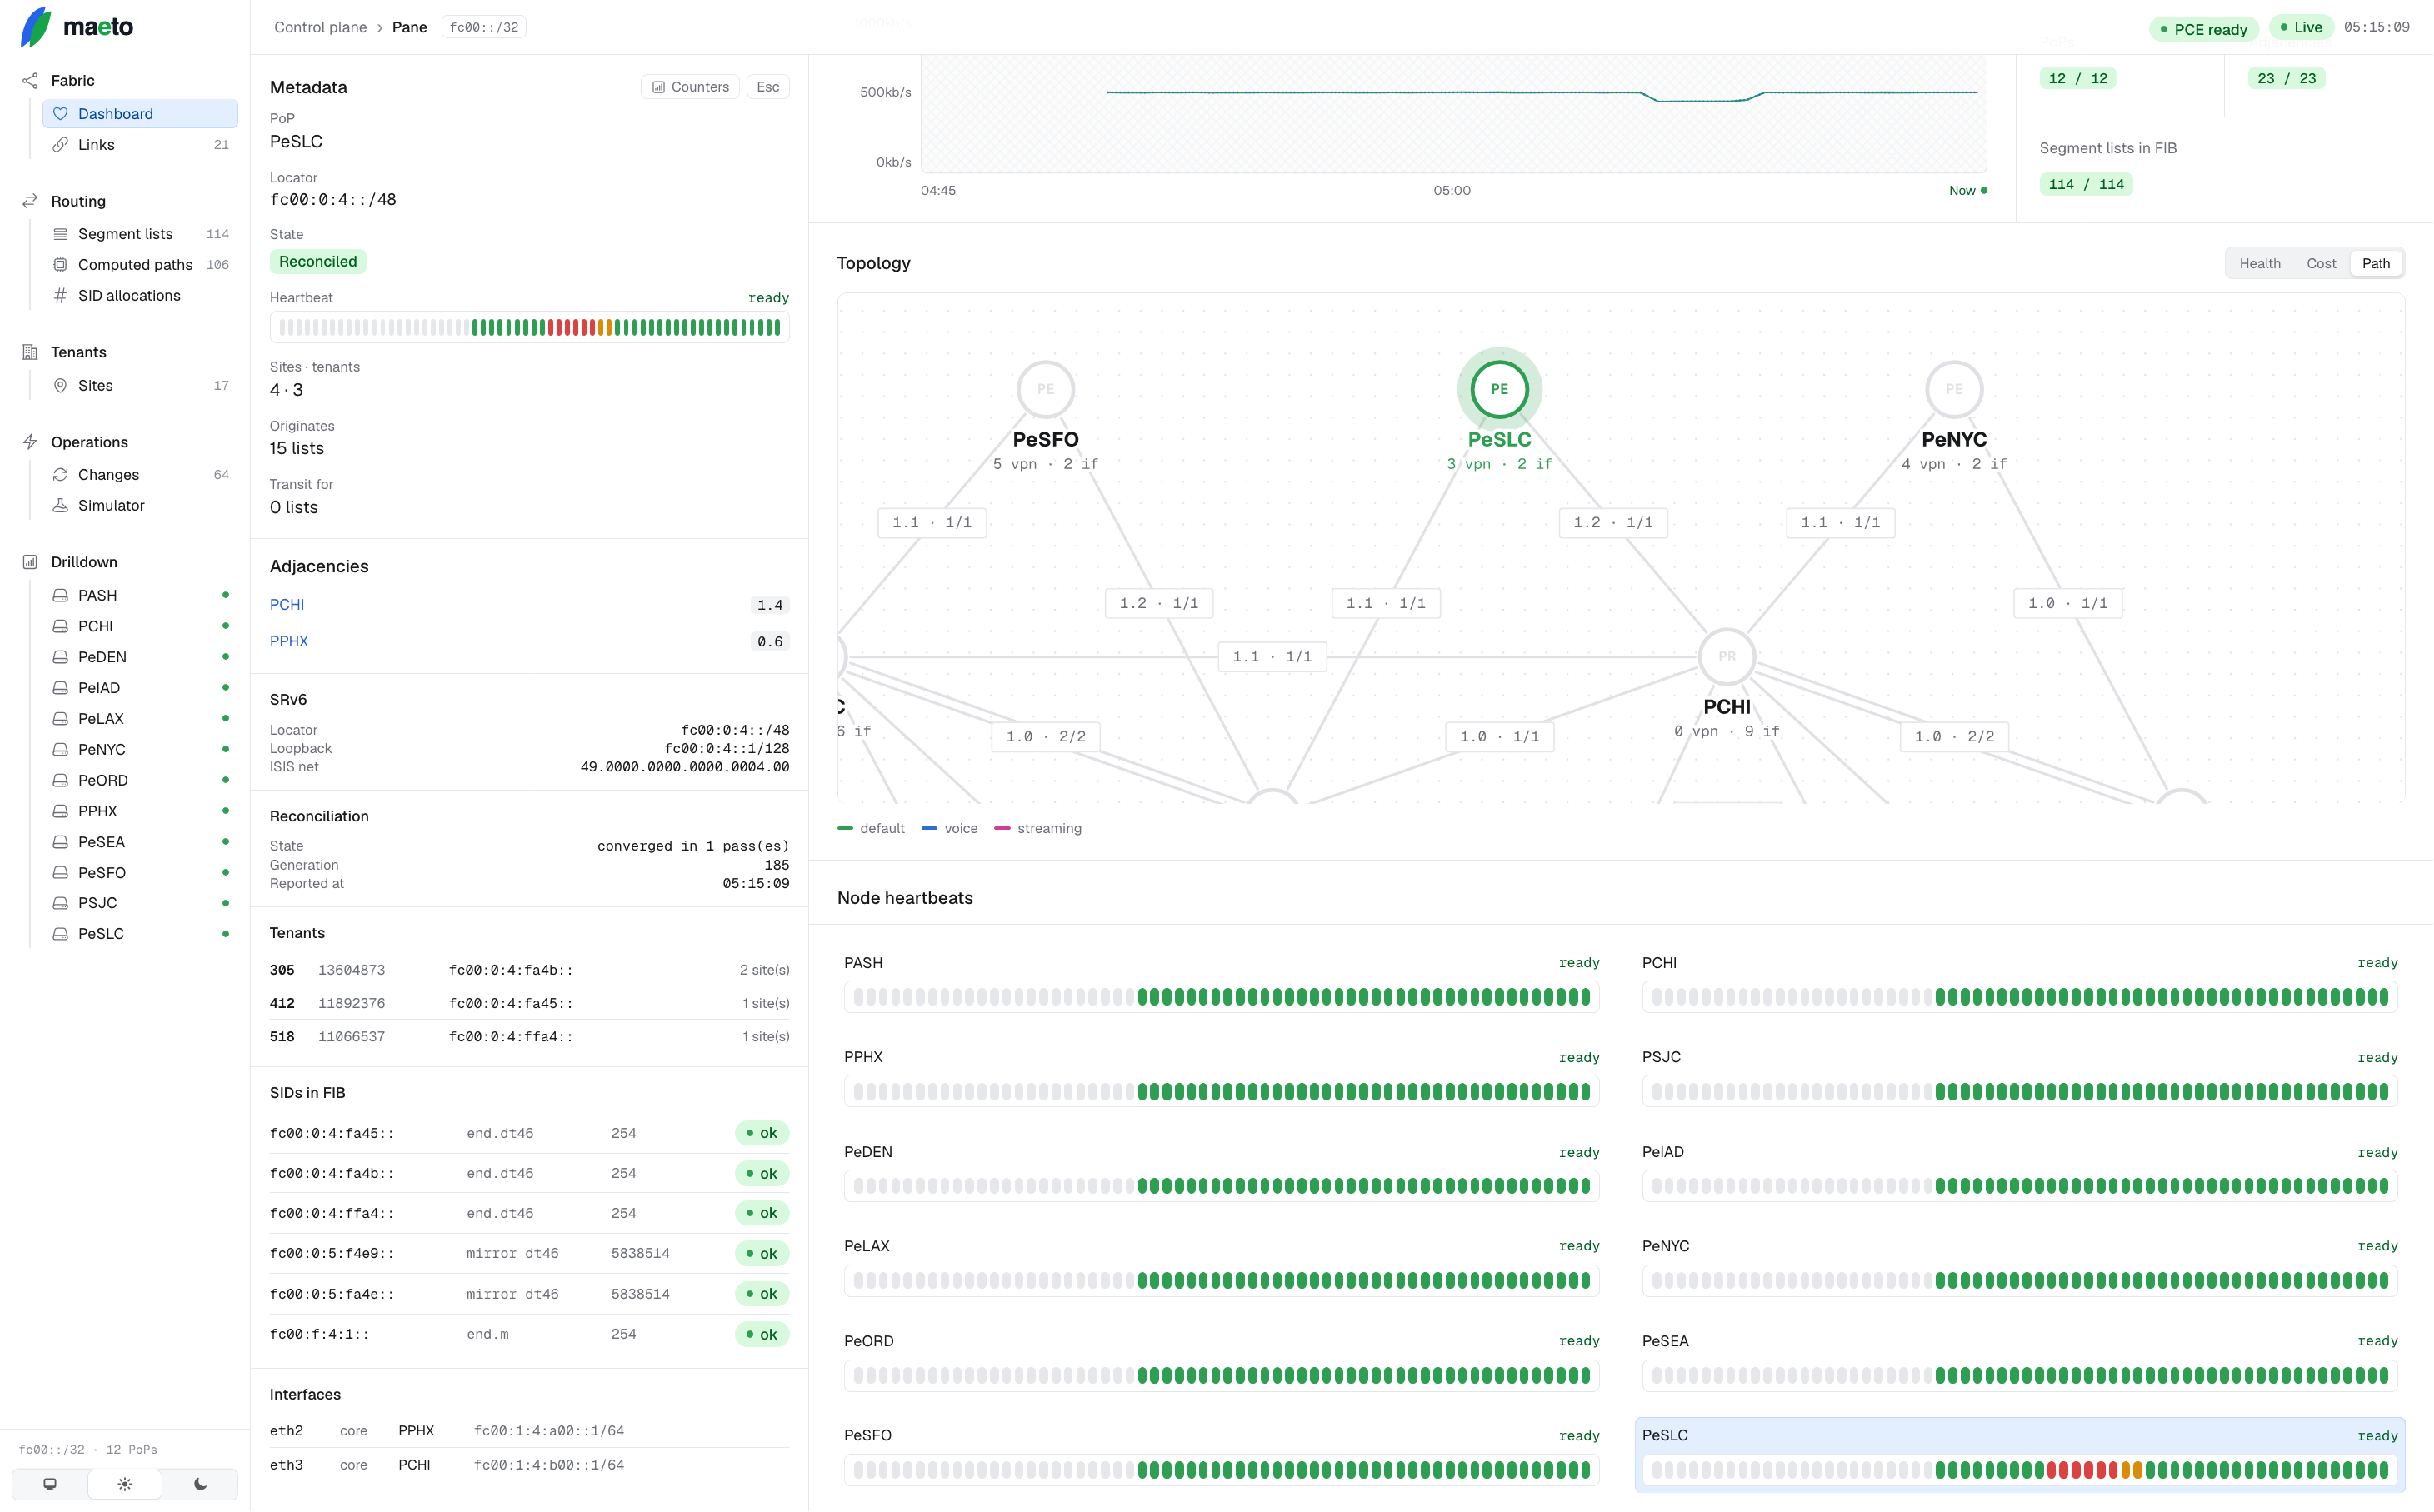 maeto
Control plane › Pane fc00::/32
PCE ready
Live
05:15:09
Fabric
Dashboard
Links 21
Routing
Segment lists 114
Computed paths 106
SID allocations
Tenants
Sites 17
Operations
Changes 64
Simulator
Drilldown
PASH
PCHI
PeDEN
PeIAD
PeLAX
PeNYC
PeORD
PPHX
PeSEA
PeSFO
PSJC
PeSLC
fc00::/32 · 12 PoPs
Metadata
Counters
Esc
PoP
PeSLC
Locator
fc00:0:4::/48
State
Reconciled
Heartbeat ready
Sites · tenants
4 · 3
Originates
15 lists
Transit for
0 lists
Adjacencies
PCHI 1.4
PPHX 0.6
SRv6
Locator fc00:0:4::/48
Loopback fc00:0:4::1/128
ISIS net 49.0000.0000.0000.0004.00
Reconciliation
State converged in 1 pass(es)
Generation 185
Reported at 05:15:09
Tenants
305 13604873 fc00:0:4:fa4b:: 2 site(s)
412 11892376 fc00:0:4:fa45:: 1 site(s)
518 11066537 fc00:0:4:ffa4:: 1 site(s)
SIDs in FIB
fc00:0:4:fa45:: end.dt46 254 ok
fc00:0:4:fa4b:: end.dt46 254 ok
fc00:0:4:ffa4:: end.dt46 254 ok
fc00:0:5:f4e9:: mirror dt46 5838514 ok
fc00:0:5:fa4e:: mirror dt46 5838514 ok
fc00:f:4:1:: end.m 254 ok
Interfaces
eth2 core PPHX fc00:1:4:a00::1/64
eth3 core PCHI fc00:1:4:b00::1/64
500kb/s
0kb/s
04:45 05:00 Now
PoPs
12 / 12
23 / 23
Segment lists in FIB
114 / 114
Topology
Health Cost Path
PE PE PE
PeSFO PeSLC PeNYC
5 vpn · 2 if 3 vpn · 2 if 4 vpn · 2 if
1.1 · 1/1 1.2 · 1/1 1.1 · 1/1
1.2 · 1/1 1.1 · 1/1 1.0 · 1/1
1.1 · 1/1 PR
C PCHI
6 if 0 vpn · 9 if
1.0 · 2/2 1.0 · 1/1 1.0 · 2/2
default voice streaming
Node heartbeats
PASH ready PCHI ready
PPHX ready PSJC ready
PeDEN ready PeIAD ready
PeLAX ready PeNYC ready
PeORD ready PeSEA ready
PeSFO ready PeSLC ready